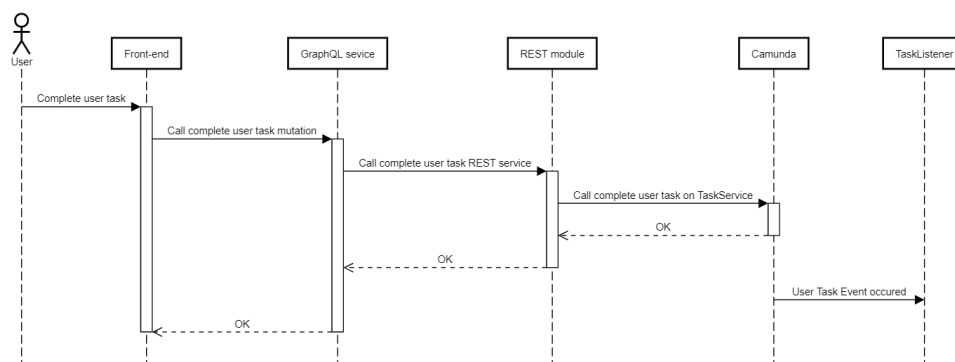 User
Front-end
GraphQL sevice
REST module
Camunda
TaskListener
Complete user task
Call complete user task mutation
Call complete user task REST service
Call complete user task on TaskService
OK
OK
User Task Event occured
OK